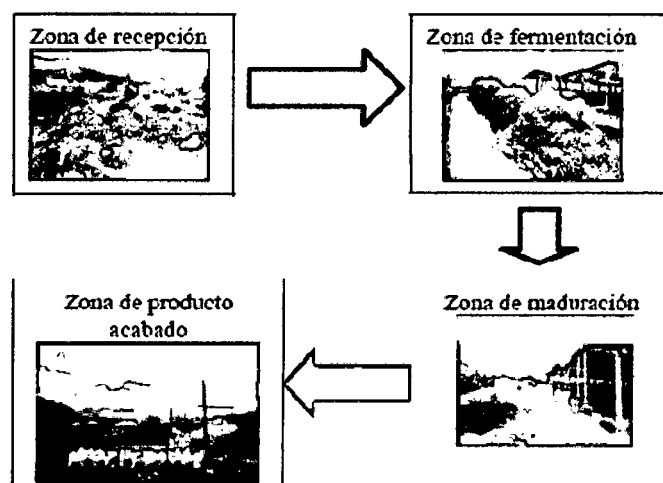 Zona de recepción
Zona de fermentación
Zona de maduración
Zona de producto
acabado